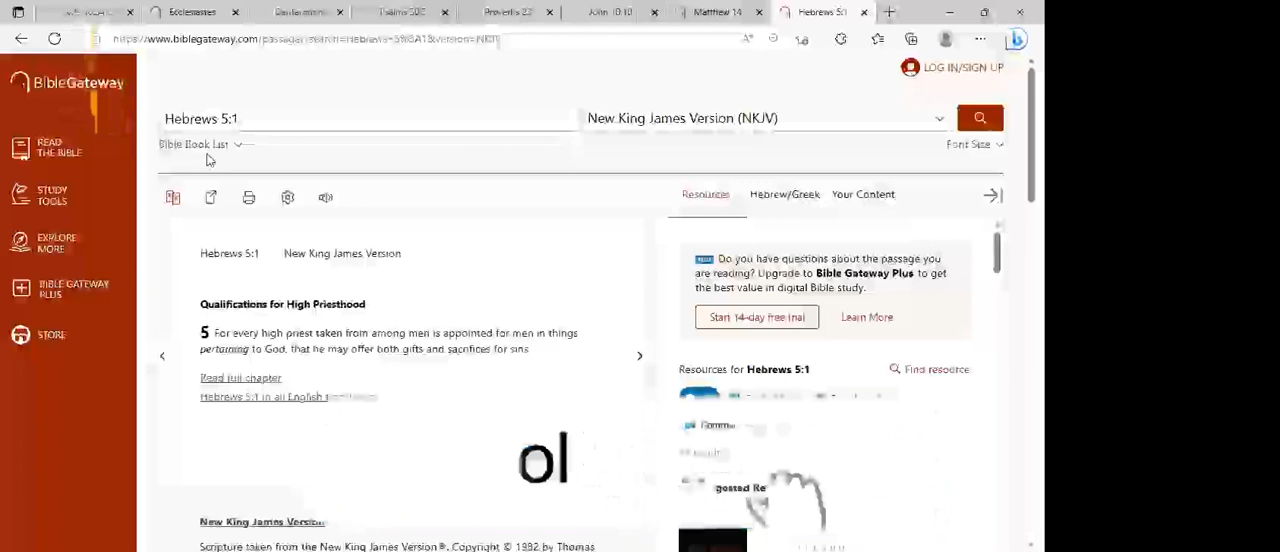 Ecclesiastes
Proverbs 22
John 10:10
Matthew 14
Hebrews 5:1
BibleGateway
LOG IN/SIGN UP
Hebrews 5:1
New King James Version (NKJV)
Bible Book List
Font Size
READ
THE BIBLE
STUDY
TOOLS
EXPLORE
MORE
BIBLE GATEWAY
PLUS
STORE
Resources
Hebrew/Greek
Your Content
Hebrews 5:1 New King James Version
Qualifications for High Priesthood
5 For every high priest taken from among men is appointed for men in things
pertaining to God, that he may offer both gifts and sacrifices for sins
Read full chapter
Hebrews 5:1 in all English
ol
New King James Version
Scripture taken from the New King James Version®. Copyright © 1982 by Thomas
Do you have questions about the passage you
are reading? Upgrade to Bible Gateway Plus to get
the best value in digital Bible study.
Start 14-day free trial
Learn More
Resources for Hebrews 5:1
Find resource